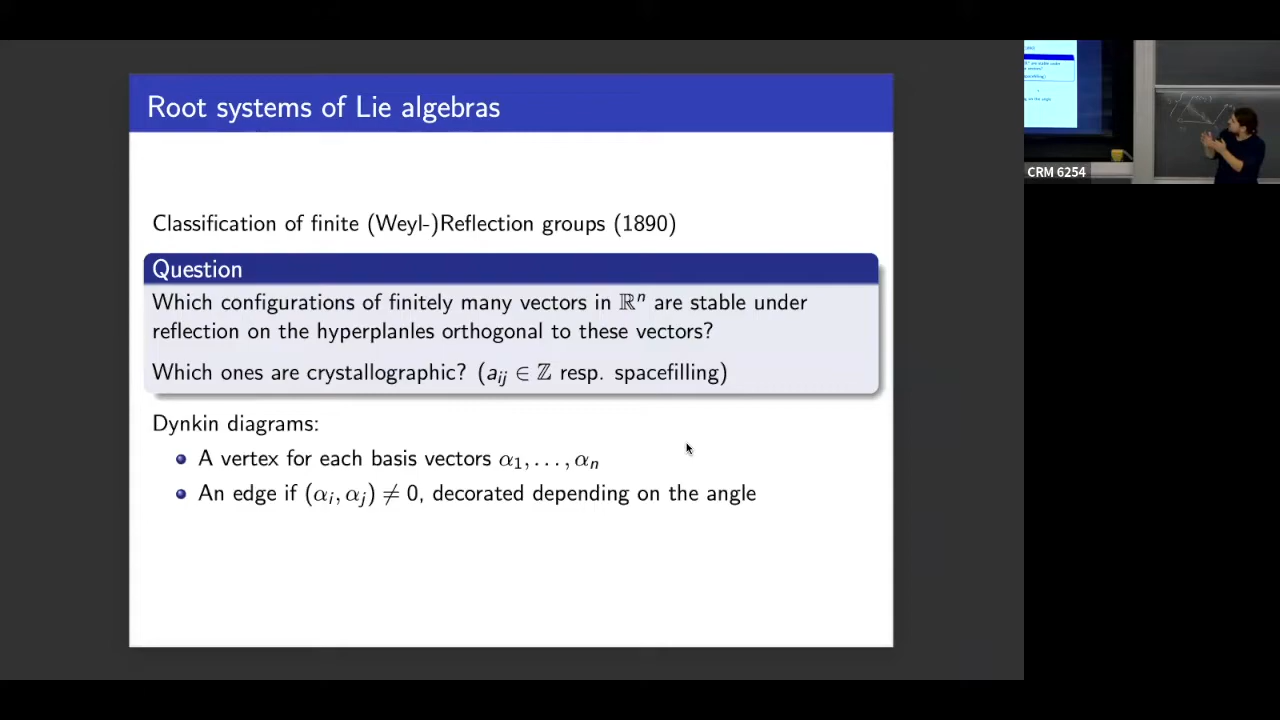 Root systems of Lie algebras
Classification of finite (Weyl-)Reflection groups (1890)
Question
Which configurations of finitely many vectors in ℝⁿ are stable under
reflection on the hyperplanles orthogonal to these vectors?
Which ones are crystallographic? (aᵢⱼ ∈ ℤ resp. spacefilling)
Dynkin diagrams:
A vertex for each basis vectors α₁, . . . , αₙ
An edge if (αᵢ, αⱼ) ≠ 0, decorated depending on the angle
CRM 6254